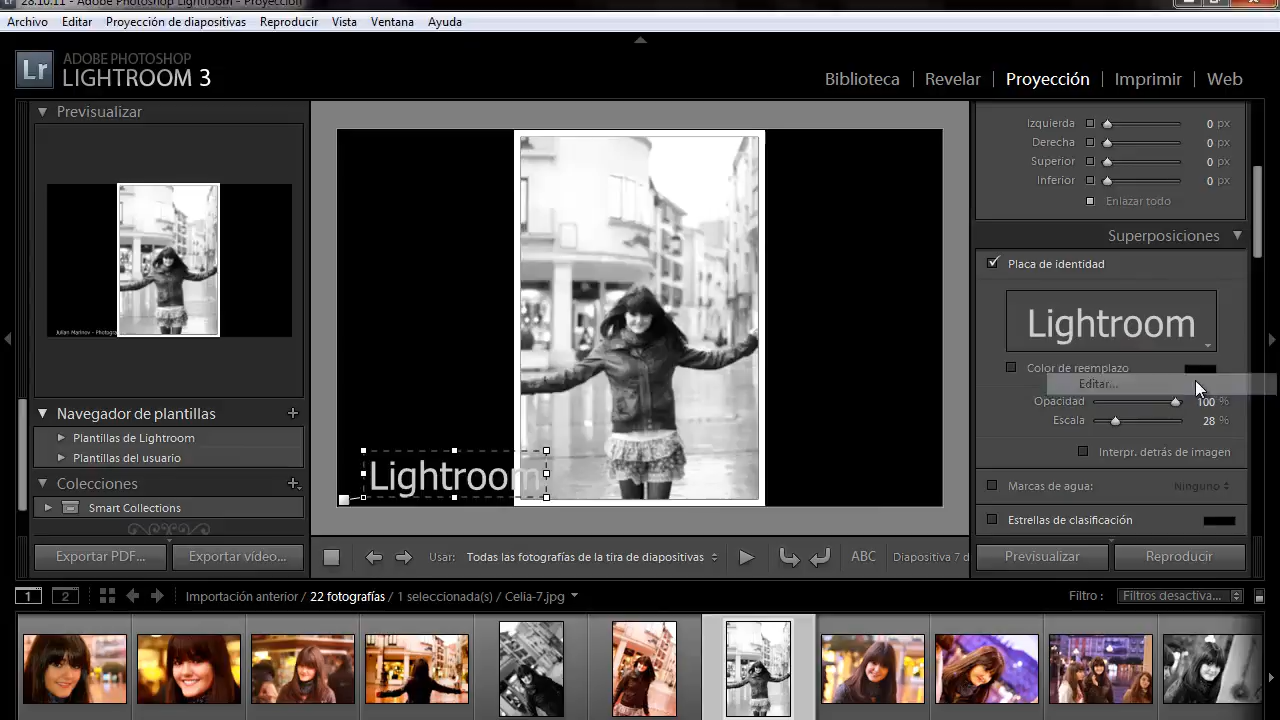 28.10.11 - Adobe Photoshop Lightroom - Proyección
Archivo Editar Proyección de diapositivas Reproducir Vista Ventana Ayuda
Lr ADOBE PHOTOSHOP
LIGHTROOM 3
Biblioteca | Revelar | Proyección | Imprimir | Web
Previsualizar
Julian Marinov - Photogra
Navegador de plantillas +
Plantillas de Lightroom
Plantillas del usuario
Colecciones +
Smart Collections
Exportar PDF... Exportar vídeo...
Lightroom
Usar: Todas las fotografías de la tira de diapositivas ABC Diapositiva 7 d
Izquierda 0 px
Derecha 0 px
Superior 0 px
Inferior 0 px
Enlazar todo
Superposiciones
Placa de identidad
Lightroom
Color de reemplazo
Editar...
Opacidad 100 %
Escala 28 %
Interpr. detrás de imagen
Marcas de agua: Ninguno
Estrellas de clasificación
Previsualizar Reproducir
1 2 Importación anterior / 22 fotografías / 1 seleccionada(s) / Celia-7.jpg Filtro : Filtros desactiva...